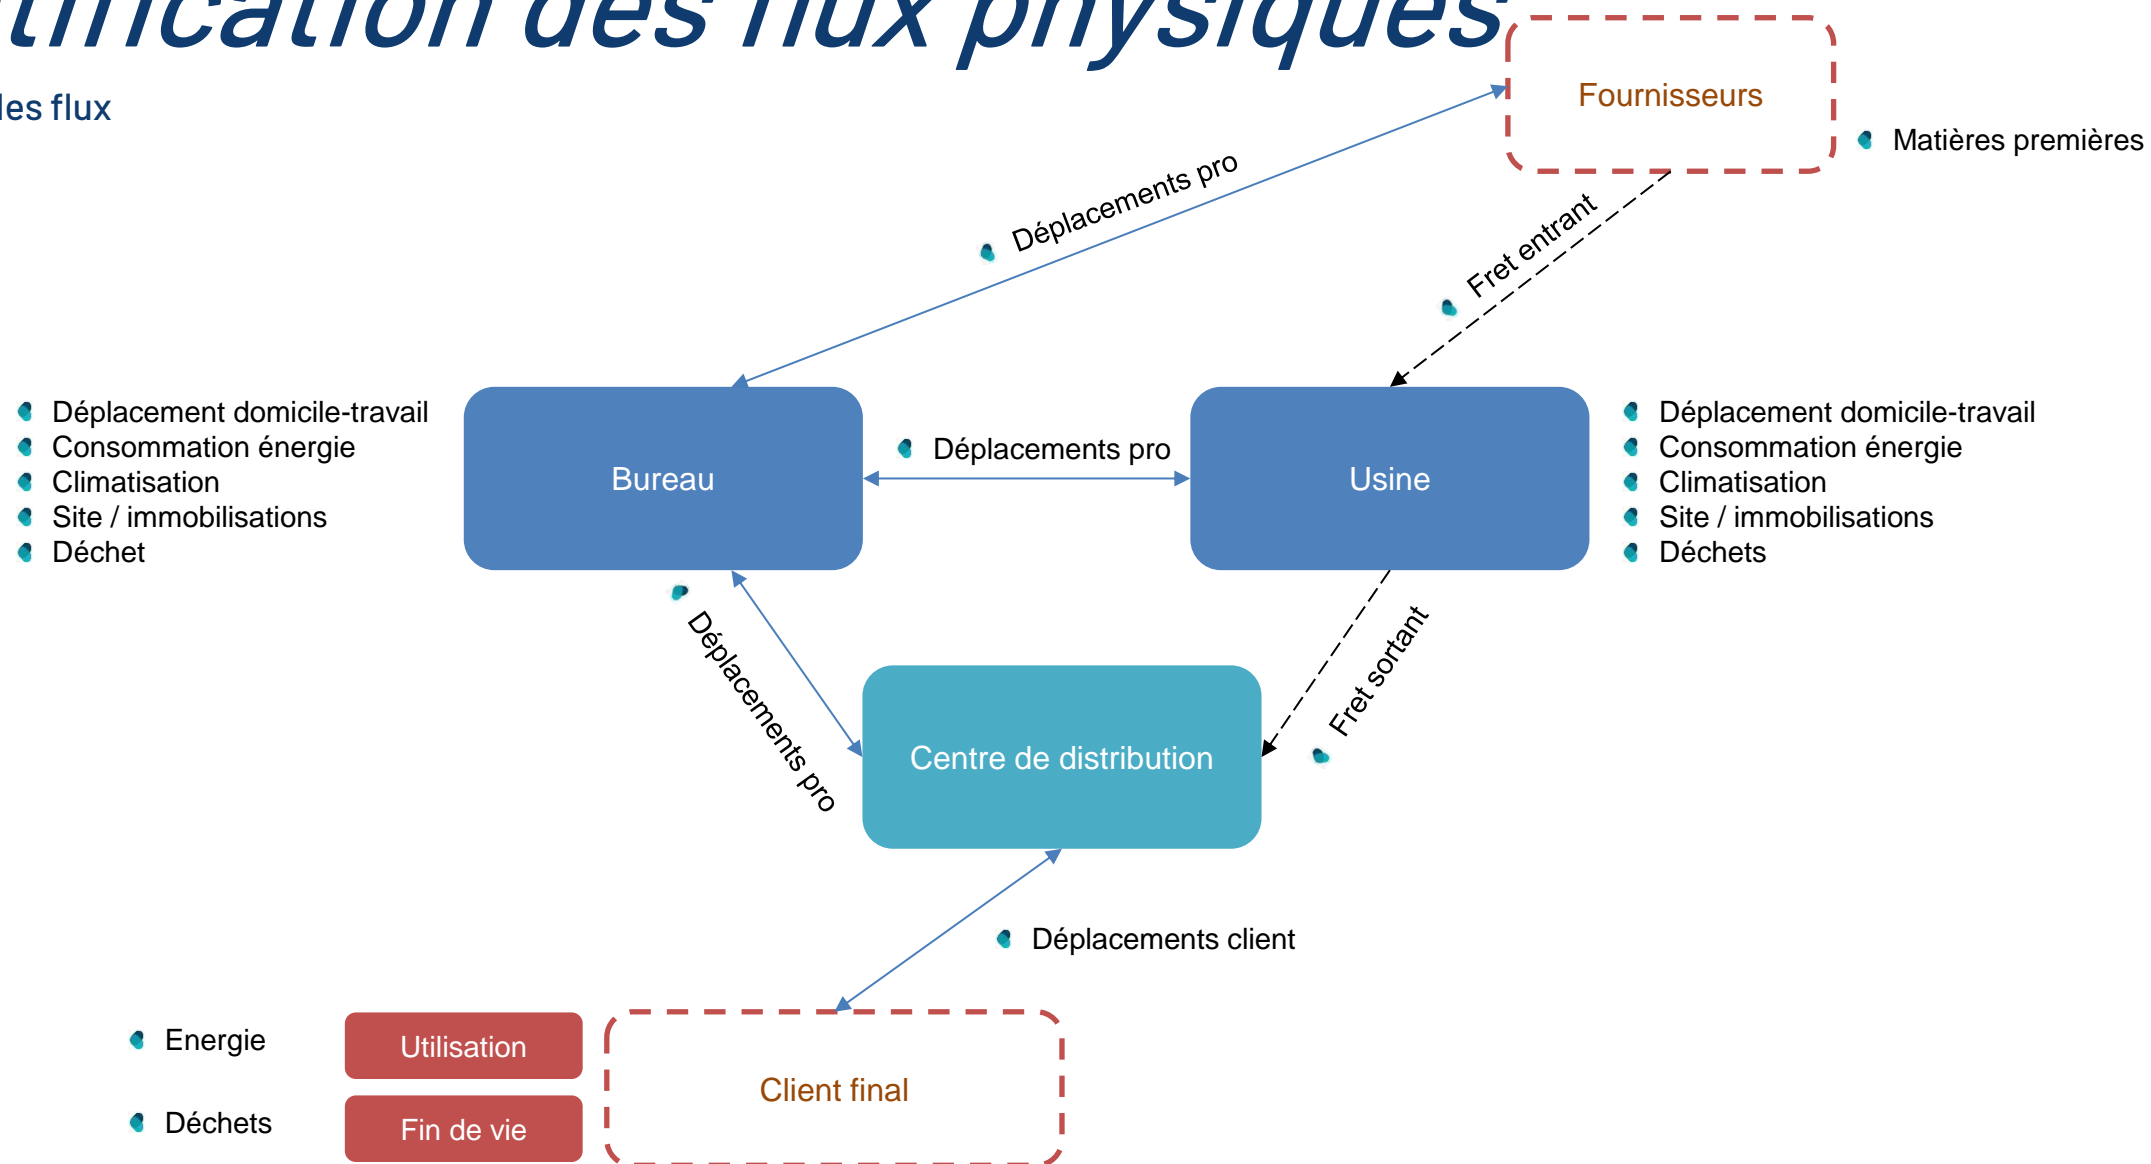 tification des flux physiques
des flux
Fournisseurs
Matières premières
Déplacements pro
Fret entrant
Déplacement domicile-travail
Consommation énergie
Climatisation
Site / immobilisations
Déchet
Bureau
Déplacements pro
Usine
Déplacement domicile-travail
Consommation énergie
Climatisation
Site / immobilisations
Déchets
Déplacements pro
Fret sortant
Centre de distribution
Déplacements client
Energie
Utilisation
Client final
Déchets
Fin de vie